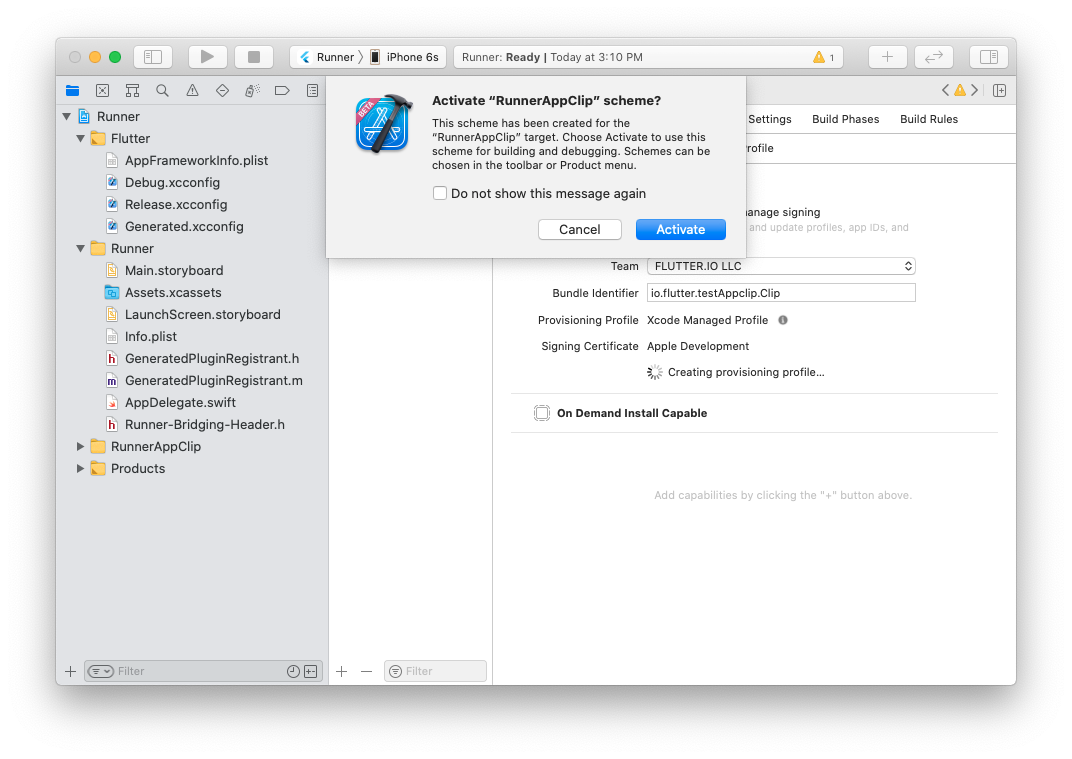 Runner
iPhone 6s
Runner: Ready | Today at 3:10 PM
1
BETA
Activate “RunnerAppClip” scheme?
This scheme has been created for the
“RunnerAppClip” target. Choose Activate to use this
scheme for building and debugging. Schemes can be
chosen in the toolbar or Product menu.
Do not show this message again
Cancel
Activate
Runner
Flutter
AppFrameworkInfo.plist
Debug.xcconfig
Release.xcconfig
Generated.xcconfig
Runner
Main.storyboard
Assets.xcassets
LaunchScreen.storyboard
Info.plist
h GeneratedPluginRegistrant.h
m GeneratedPluginRegistrant.m
AppDelegate.swift
h Runner-Bridging-Header.h
RunnerAppClip
Products
Filter
Filter
Settings
Build Phases
Build Rules
rofile
anage signing
and update profiles, app IDs, and
Team FLUTTER.IO LLC
Bundle Identifier io.flutter.testAppclip.Clip
Provisioning Profile Xcode Managed Profile
Signing Certificate Apple Development
Creating provisioning profile...
On Demand Install Capable
Add capabilities by clicking the "+" button above.